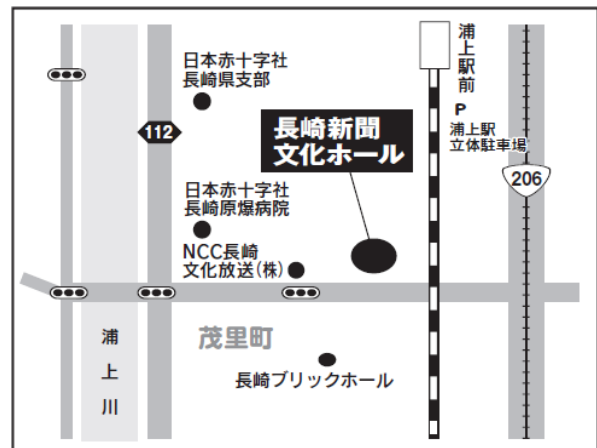 日本赤十字社
長崎県支部
浦上駅前
P
浦上駅
立体駐車場
112
長崎新聞
文化ホール
206
日本赤十字社
長崎原爆病院
NCC長崎
文化放送(株)
浦上川
茂里町
長崎ブリックホール